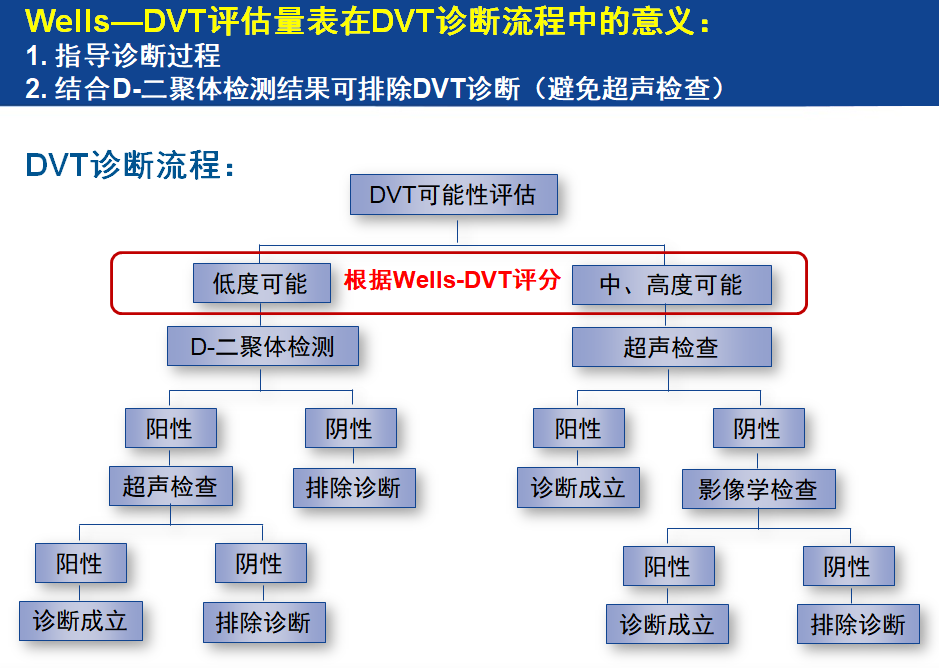 Wells—DVT评估量表在DVT诊断流程中的意义：
1. 指导诊断过程
2. 结合D-二聚体检测结果可排除DVT诊断（避免超声检查）
DVT诊断流程：
DVT可能性评估
低度可能
根据Wells-DVT评分
中、高度可能
D-二聚体检测
超声检查
阳性
阴性
阳性
阴性
超声检查
排除诊断
诊断成立
影像学检查
阳性
阴性
阳性
阴性
诊断成立
排除诊断
诊断成立
排除诊断